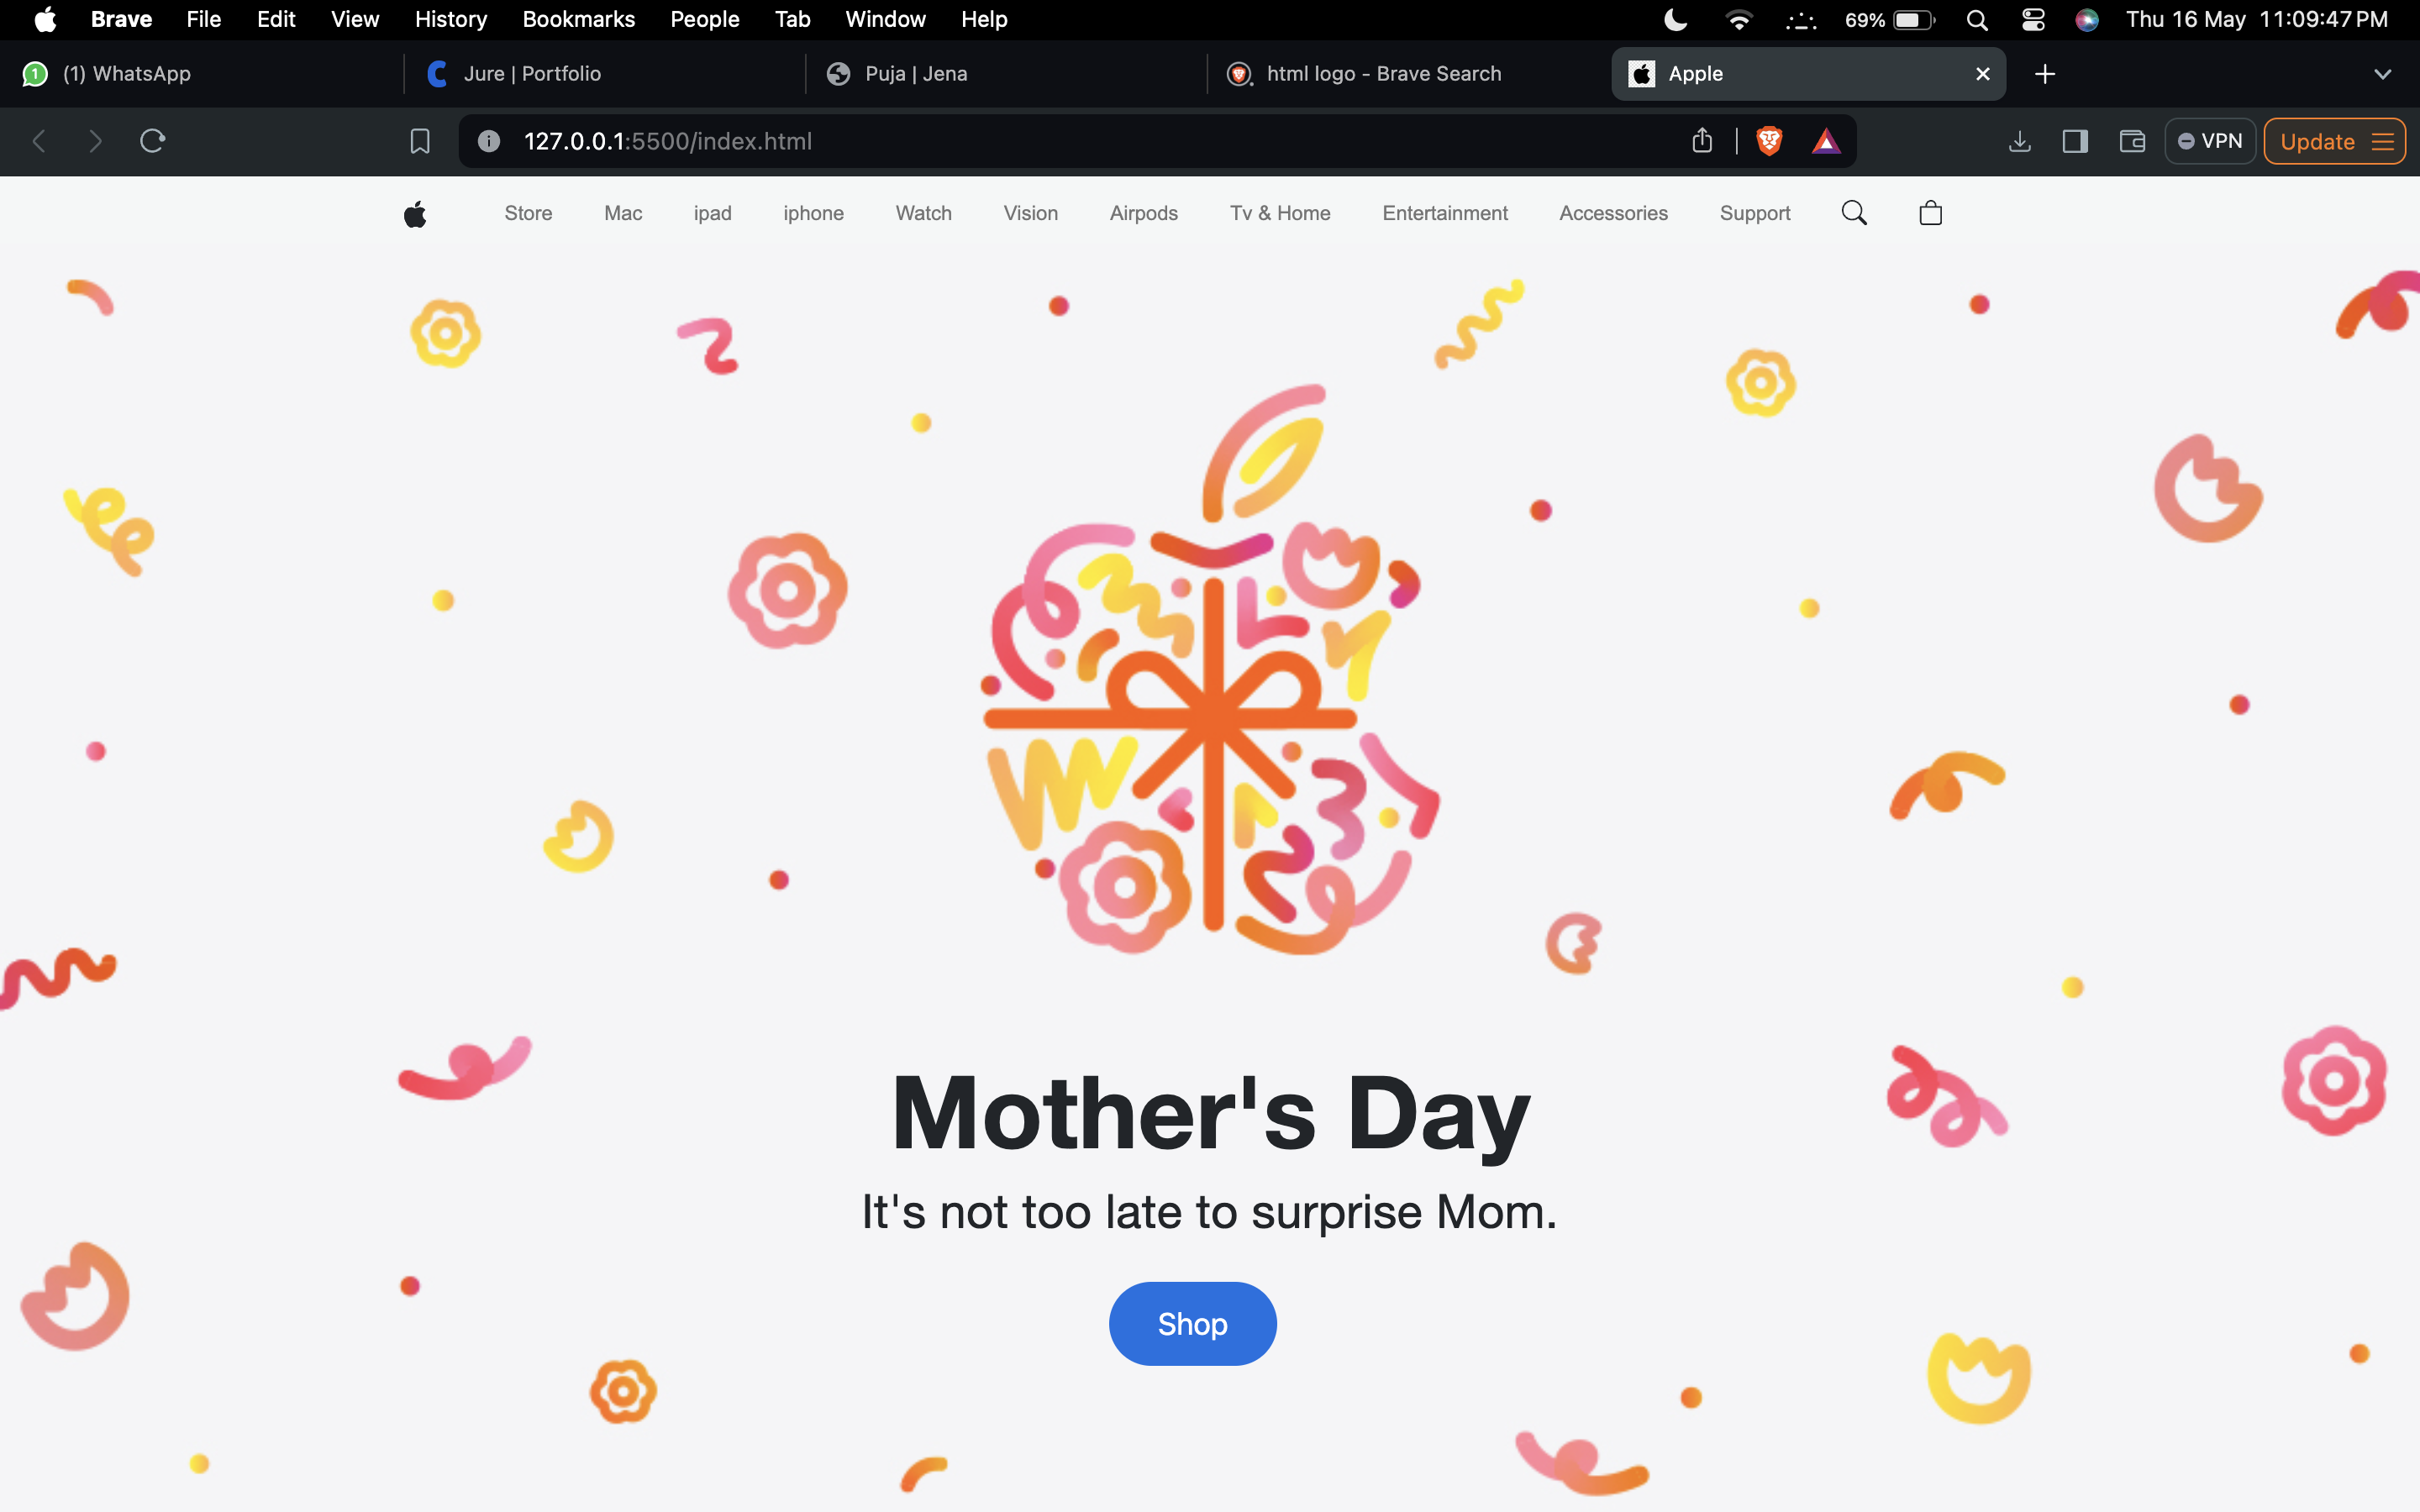 Brave File Edit View History Bookmarks People Tab Window Help 69% Thu 16 May 11:09:47 PM
1 (1) WhatsApp Jure | Portfolio Puja | Jena html logo - Brave Search Apple
127.0.0.1:5500/index.html VPN Update
Store Mac ipad iphone Watch Vision Airpods Tv & Home Entertainment Accessories Support
Mother's Day
It's not too late to surprise Mom.
Shop